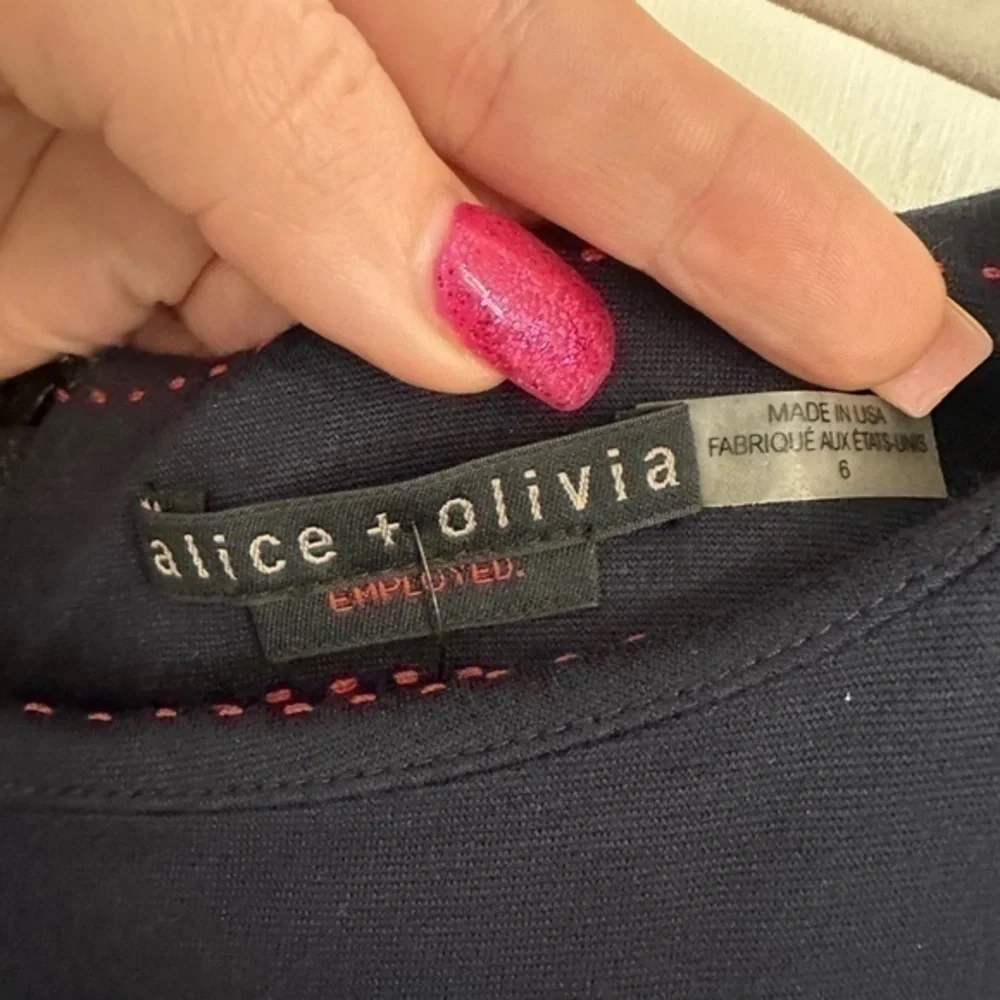 alice + olivia
EMPLOYED.
MADE IN USA
FABRIQUÉ AUX ÉTATS-UNIS
6